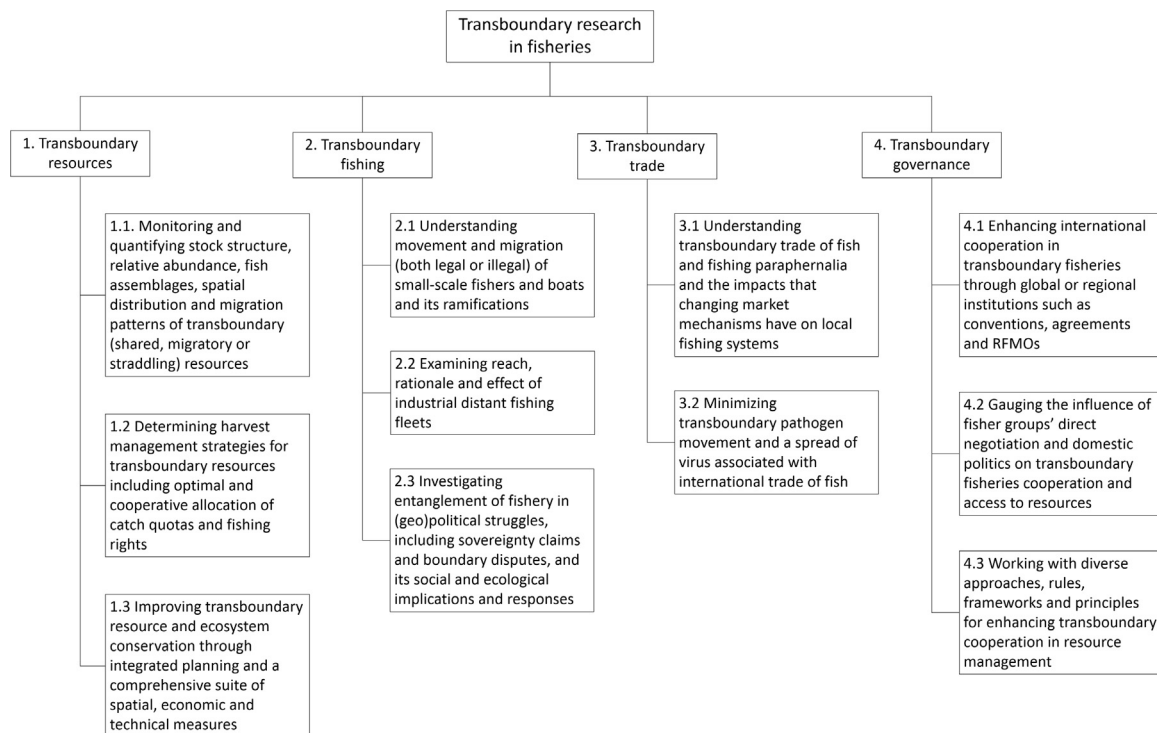 Transboundary research
in fisheries
1. Transboundary
resources
1.1. Monitoring and
quantifying stock structure,
relative abundance, fish
assemblages, spatial
distribution and migration
patterns of transboundary
(shared, migratory or
straddling) resources
1.2 Determining harvest
management strategies for
transboundary resources
including optimal and
cooperative allocation of
catch quotas and fishing
rights
1.3 Improving transboundary
resource and ecosystem
conservation through
integrated planning and a
comprehensive suite of
spatial, economic and
technical measures
2. Transboundary
fishing
2.1 Understanding
movement and migration
(both legal or illegal) of
small-scale fishers and boats
and its ramifications
2.2 Examining reach,
rationale and effect of
industrial distant fishing
fleets
2.3 Investigating
entanglement of fishery in
(geo)political struggles,
including sovereignty claims
and boundary disputes, and
its social and ecological
implications and responses
3. Transboundary
trade
3.1 Understanding
transboundary trade of fish
and fishing paraphernalia
and the impacts that
changing market
mechanisms have on local
fishing systems
3.2 Minimizing
transboundary pathogen
movement and a spread of
virus associated with
international trade of fish
4. Transboundary
governance
4.1 Enhancing international
cooperation in
transboundary fisheries
through global or regional
institutions such as
conventions, agreements
and RFMOs
4.2 Gauging the influence of
fisher groups’ direct
negotiation and domestic
politics on transboundary
fisheries cooperation and
access to resources
4.3 Working with diverse
approaches, rules,
frameworks and principles
for enhancing transboundary
cooperation in resource
management